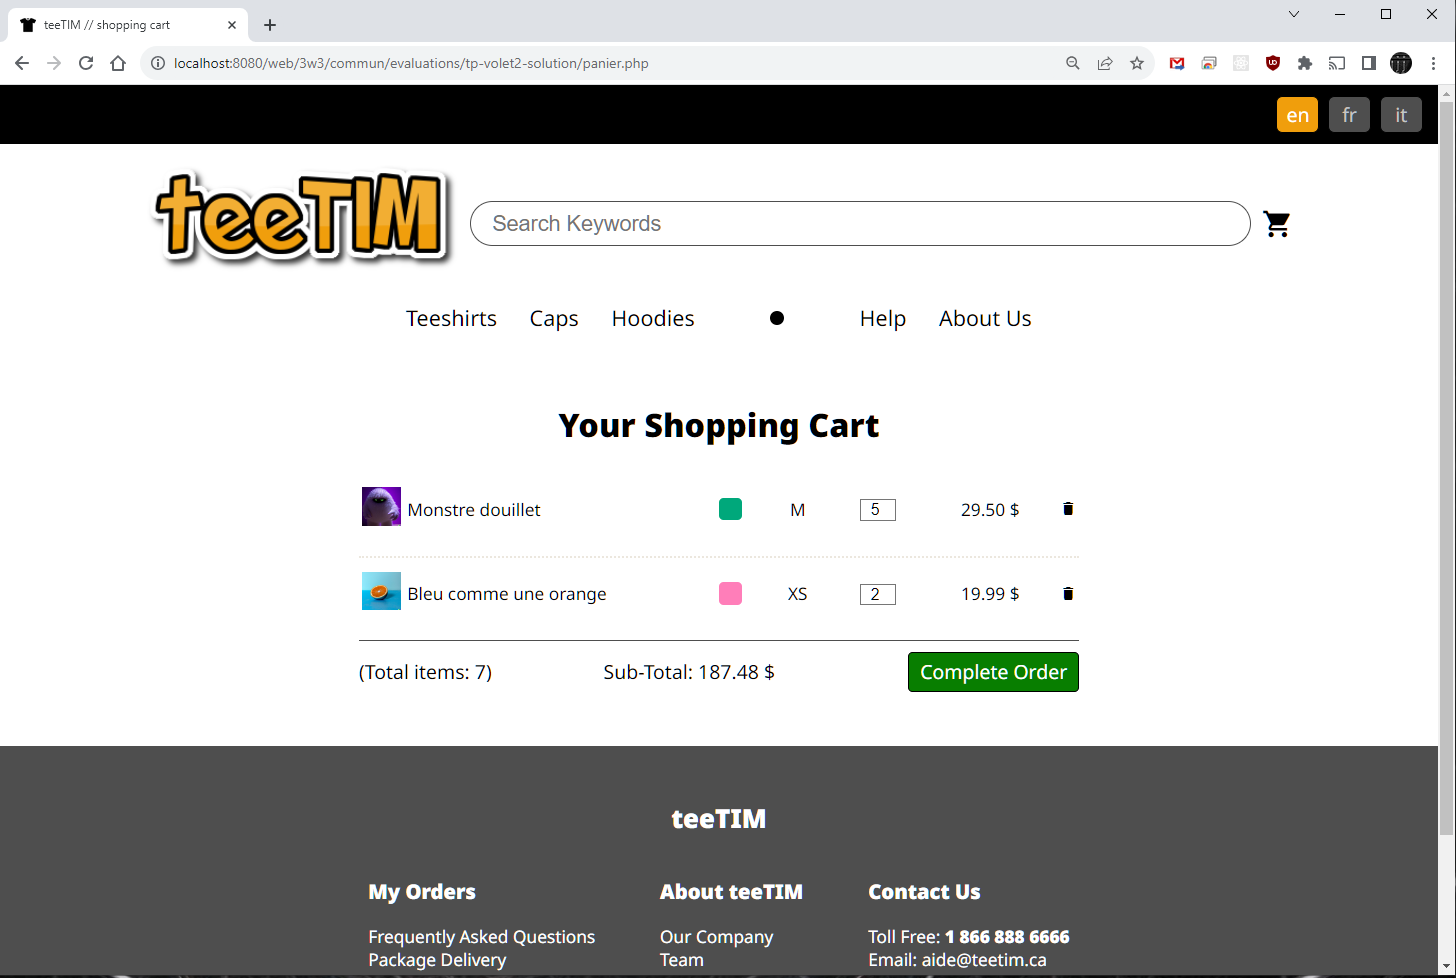 teeTIM // shopping cart
localhost:8080/web/3w3/commun/evaluations/tp-volet2-solution/panier.php
en fr it
teeTIM
Search Keywords
Teeshirts Caps Hoodies Help About Us
Your Shopping Cart
Monstre douillet M 5 29.50 $
Bleu comme une orange XS 2 19.99 $
(Total items: 7) Sub-Total: 187.48 $ Complete Order
teeTIM
My Orders About teeTIM Contact Us
Frequently Asked Questions Our Company Toll Free: 1 866 888 6666
Package Delivery Team Email: aide@teetim.ca